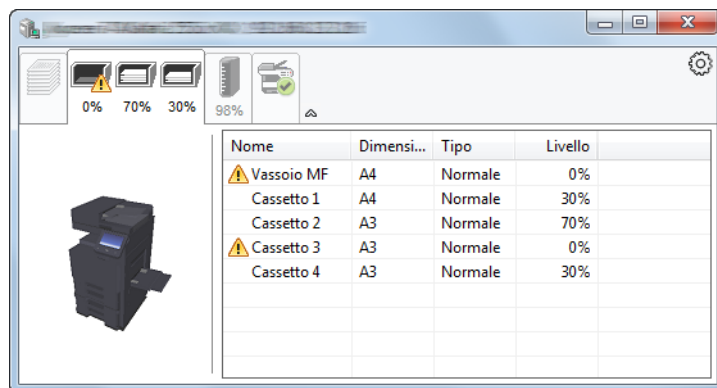 0% 70% 30% 98%
Nome Dimensi... Tipo Livello
Vassoio MF A4 Normale 0%
Cassetto 1 A4 Normale 30%
Cassetto 2 A3 Normale 70%
Cassetto 3 A3 Normale 0%
Cassetto 4 A3 Normale 30%